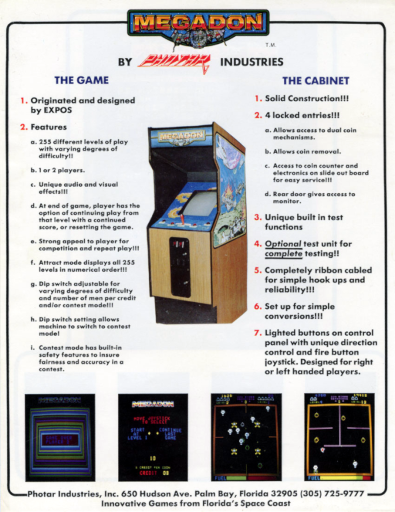 MEGADON
T.M.
BY PHOTAR INDUSTRIES
THE GAME
1. Originated and designed
by EXPOS
2. Features
a. 255 different levels of play
with varying degrees of
difficulty!!
b. 1 or 2 players.
c. Unique audio and visual
effects!!!
d. At end of game, player has the
option of continuing play from
that level with a continued
score, or resetting the game.
e. Strong appeal to player for
competition and repeat play!!!
f. Attract mode displays all 255
levels in numerical order!!!
g. Dip switch adjustable for
varying degrees of difficulty
and number of men per credit
and/or contest model!!
h. Dip switch setting allows
machine to switch to contest
mode!
i. Contest mode has built-in
safety features to insure
fairness and accuracy in a
contest.
MEGADON
THE CABINET
1. Solid Construction!!!
2. 4 locked entries!!!
a. Allows access to dual coin
mechanisms.
b. Allows coin removal.
c. Access to coin counter and
electronics on slide out board
for easy service!!!
d. Rear door gives access to
monitor.
3. Unique built in test
functions
4. Optional test unit for
complete testing!!
5. Completely ribbon cabled
for simple hook ups and
reliability!!!
6. Set up for simple
conversions!!!
7. Lighted buttons on control
panel with unique direction
control and fire button
joystick. Designed for right
or left handed players.
MEGADON
START CONTINUE
LEVEL LAST
GAME
10
CREDIT
Photar Industries, Inc. 650 Hudson Ave. Palm Bay, Florida 32905 (305) 725-9777
Innovative Games from Florida's Space Coast